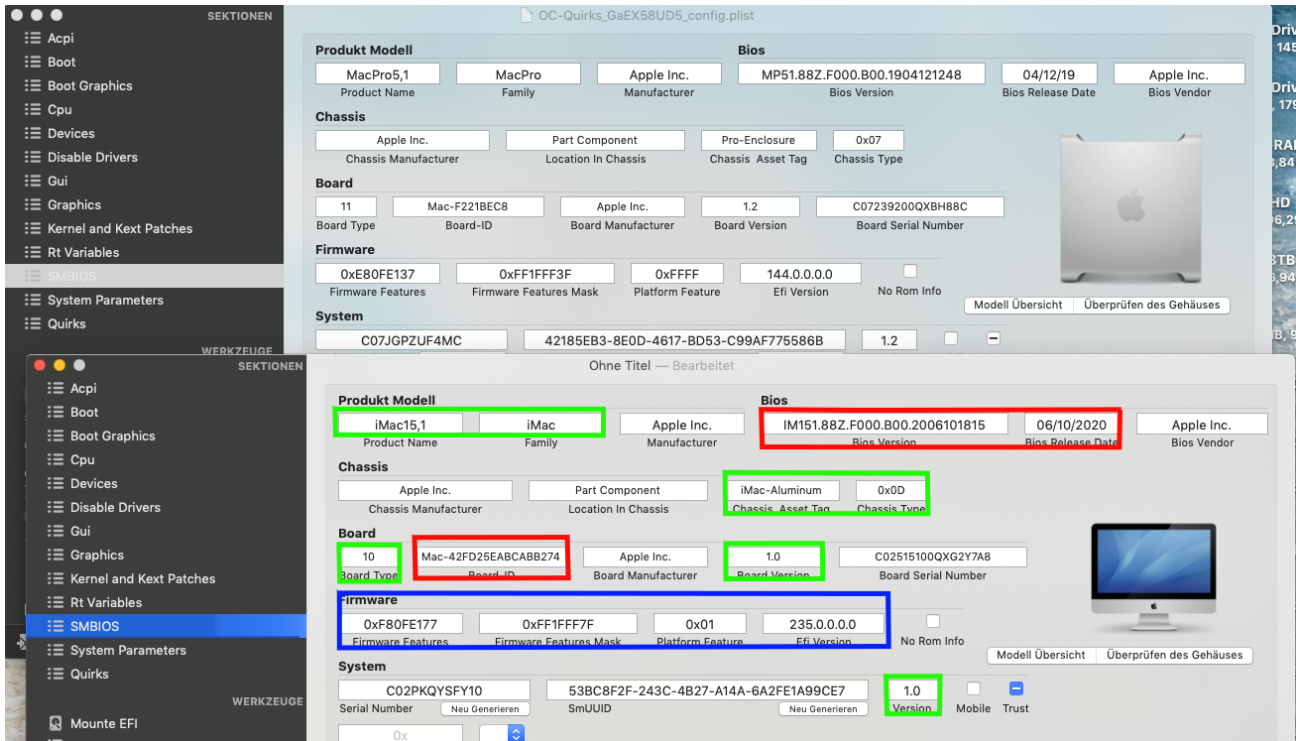 SEKTIONEN
OC-Quirks_GaEX58UD5_config.plist
Acpi
Boot
Boot Graphics
Cpu
Devices
Disable Drivers
Gui
Graphics
Kernel and Kext Patches
Rt Variables
SMBIOS
System Parameters
Quirks
WERKZEUGE
Produkt Modell Bios
MacPro5,1 MacPro Apple Inc. MP51.88Z.F000.B00.1904121248 04/12/19 Apple Inc.
Product Name Family Manufacturer Bios Version Bios Release Date Bios Vendor
Chassis
Apple Inc. Part Component Pro-Enclosure 0x07
Chassis Manufacturer Location In Chassis Chassis Asset Tag Chassis Type
Board
11 Mac-F221BEC8 Apple Inc. 1.2 C07239200QXBH88C
Board Type Board-ID Board Manufacturer Board Version Board Serial Number
Firmware
0xE80FE137 0xFF1FFF3F 0xFFFF 144.0.0.0.0
Firmware Features Firmware Features Mask Platform Feature Efi Version No Rom Info
Modell Übersicht Überprüfen des Gehäuses
System
C07JGPZUF4MC 42185EB3-8E0D-4617-BD53-C99AF775586B 1.2
SEKTIONEN
Ohne Titel — Bearbeitet
Acpi
Boot
Boot Graphics
Cpu
Devices
Disable Drivers
Gui
Graphics
Kernel and Kext Patches
Rt Variables
SMBIOS
System Parameters
Quirks
WERKZEUGE
Mounte EFI
Produkt Modell Bios
iMac15,1 iMac Apple Inc. IM151.88Z.F000.B00.2006101815 06/10/2020 Apple Inc.
Product Name Family Manufacturer Bios Version Bios Release Date Bios Vendor
Chassis
Apple Inc. Part Component iMac-Aluminum 0x0D
Chassis Manufacturer Location In Chassis Chassis Asset Tag Chassis Type
Board
10 Mac-42FD25EABCABB274 Apple Inc. 1.0 C02515100QXG2Y7A8
Board Type Board-ID Board Manufacturer Board Version Board Serial Number
Firmware
0xF80FE177 0xFF1FFF7F 0x01 235.0.0.0.0
Firmware Features Firmware Features Mask Platform Feature Efi Version No Rom Info
Modell Übersicht Überprüfen des Gehäuses
System
C02PKQYSFY10 53BC8F2F-243C-4B27-A14A-6A2FE1A99CE7 1.0
Serial Number Neu Generieren SmUUID Neu Generieren Version Mobile Trust
0x